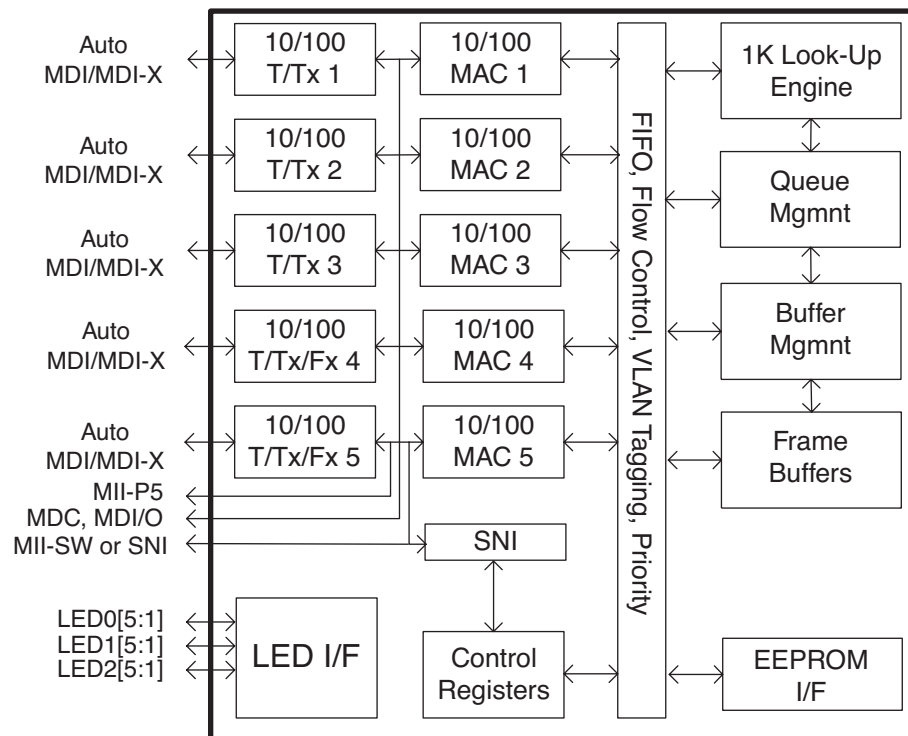 Auto
MDI/MDI-X
10/100
T/Tx 1
10/100
MAC 1
1K Look-Up
Engine
Auto
MDI/MDI-X
10/100
T/Tx 2
10/100
MAC 2
Queue
Mgmnt
Auto
MDI/MDI-X
10/100
T/Tx 3
10/100
MAC 3
FIFO, Flow Control, VLAN Tagging, Priority
Auto
MDI/MDI-X
10/100
T/Tx/Fx 4
10/100
MAC 4
Buffer
Mgmnt
Auto
MDI/MDI-X
10/100
T/Tx/Fx 5
10/100
MAC 5
Frame
Buffers
MII-P5
MDC, MDI/O
MII-SW or SNI
SNI
LED0[5:1]
LED1[5:1]
LED2[5:1]
LED I/F
Control
Registers
EEPROM
I/F